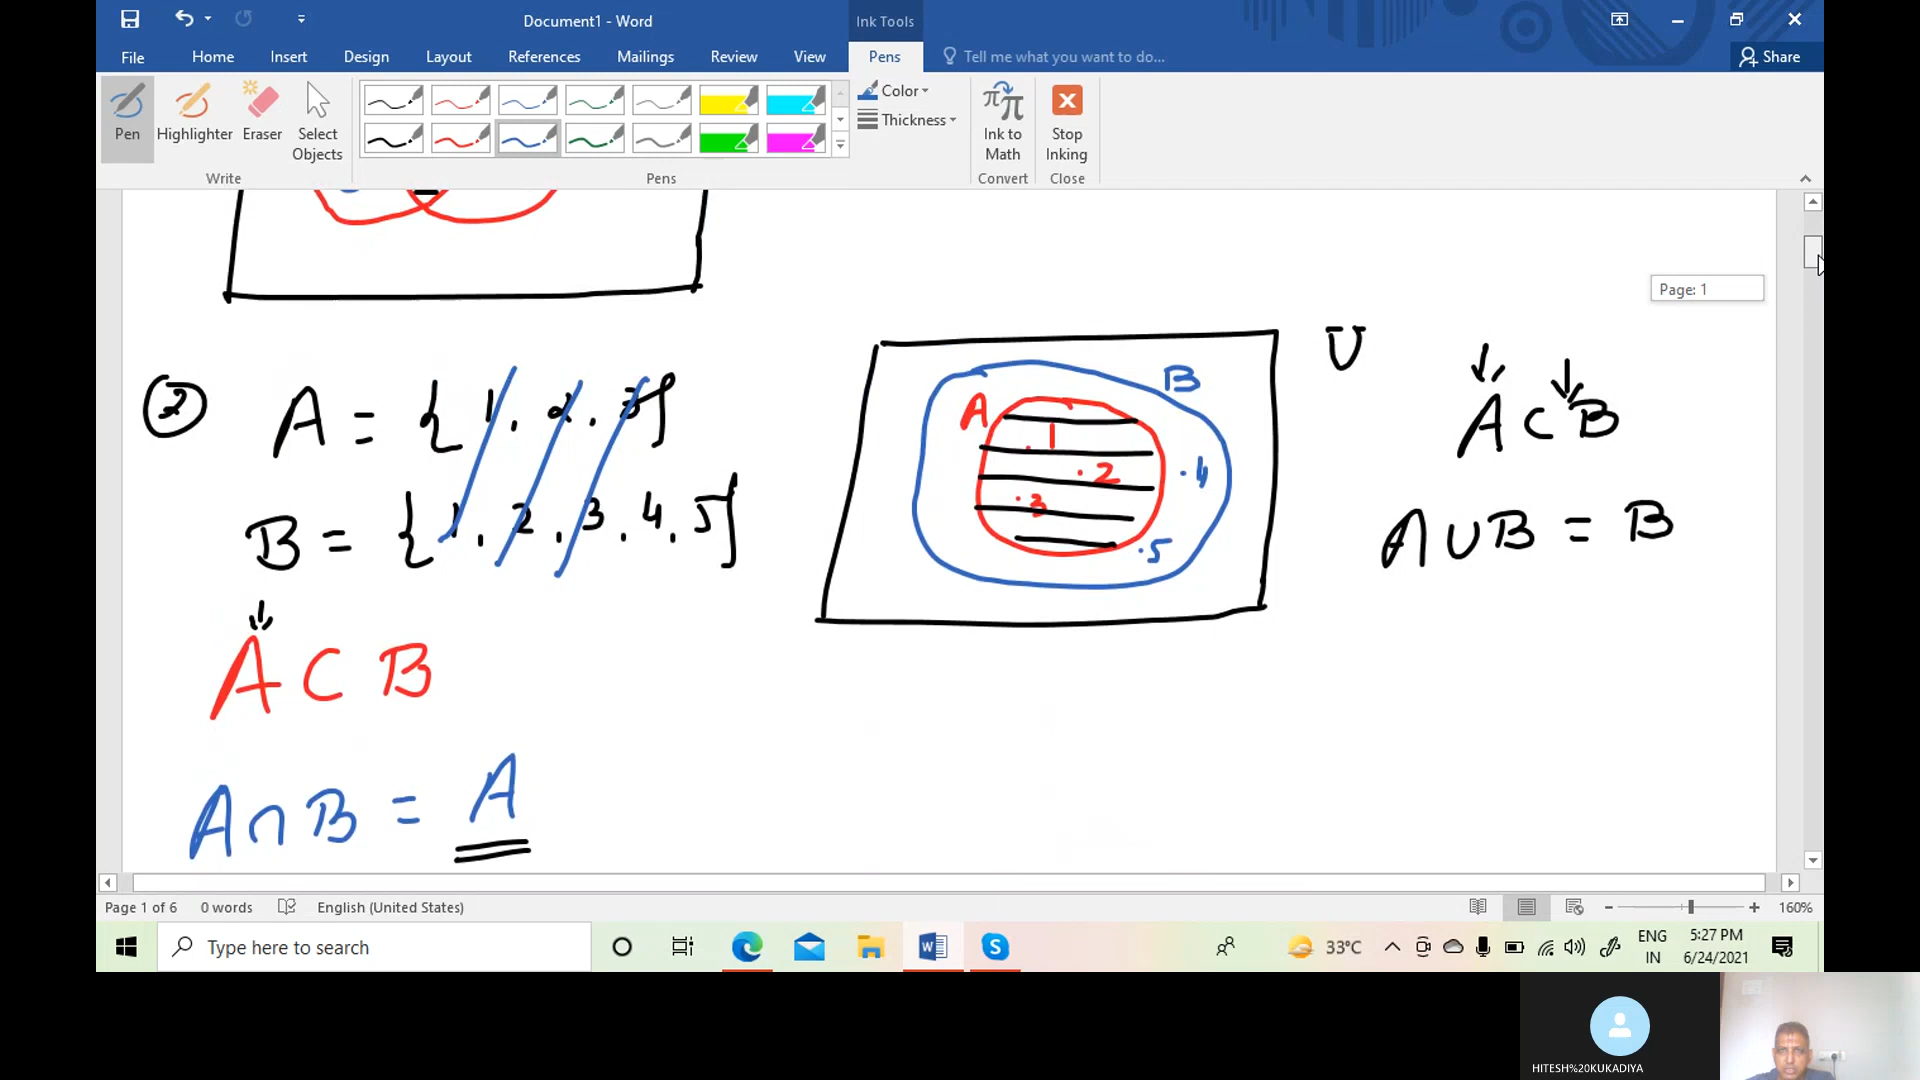 Document1 - Word
Ink Tools
File Home Insert Design Layout References Mailings Review View Pens Tell me what you want to do... Share
Pen Highlighter Eraser Select Objects
Color
Thickness
Ink to Math
Stop Inking
Write Pens Convert Close
Page: 1
U
2 A = { 1, 2, 3 }
B = { 1, 2, 3, 4, 5 }
A ⊂ B
A ∩ B = A
A B
1
2
3
4
5
A ⊂ B
A ∪ B = B
Page 1 of 6 0 words English (United States) 160%
Type here to search
33°C
ENG
IN
5:27 PM
6/24/2021
HITESH%20KUKADIYA